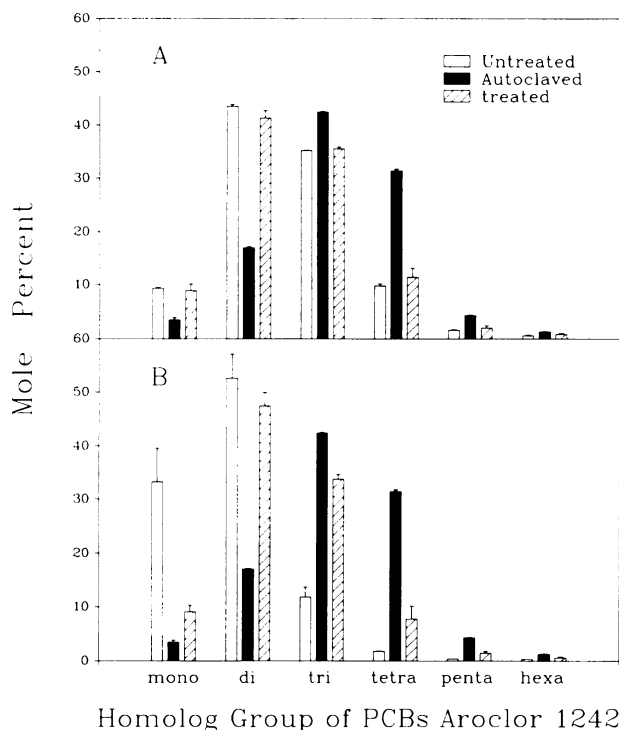 60
A
Untreated
Autoclaved
treated
50
40
30
20
10
60
B
50
40
30
20
10
0
Mole Percent
mono di tri tetra penta hexa
Homolog Group of PCBs Aroclor 1242